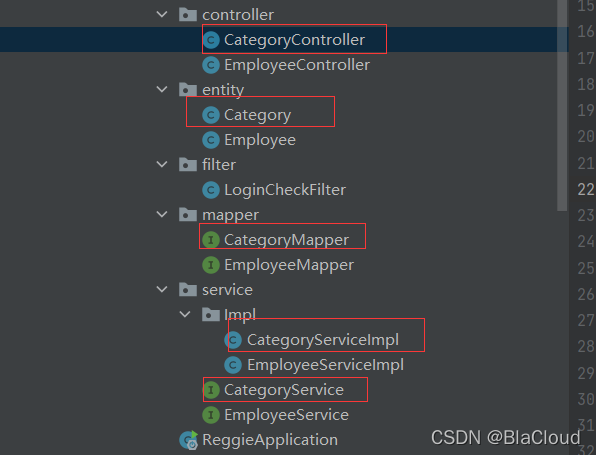 controller
15
CategoryController
16
EmployeeController
17
entity
18
Category
19
Employee
20
filter
21
LoginCheckFilter
22
mapper
23
CategoryMapper
24
EmployeeMapper
25
service
26
Impl
27
CategoryServiceImpl
28
EmployeeServiceImpl
29
CategoryService
30
EmployeeService
31
ReggieApplication
32
CSDN @BlaCloud